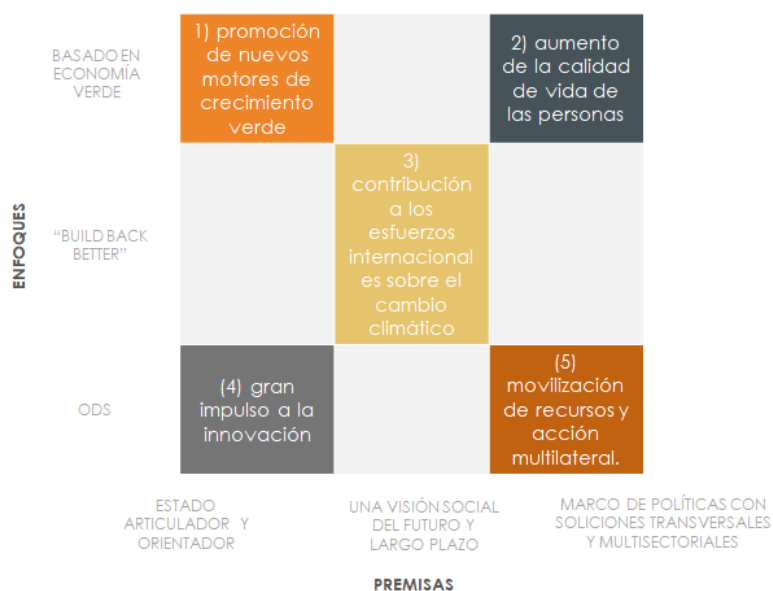 BASADO EN
ECONOMÍA
VERDE
1) promoción
de nuevos
motores de
crecimiento
verde
2) aumento
de la calidad
de vida de
las personas
ENFOQUES
“BUILD BACK
BETTER”
3)
contribución
a los
esfuerzos
internacional
es sobre el
cambio
climático
ODS
(4) gran
impulso a la
innovación
(5)
movilización
de recursos y
acción
multilateral.
ESTADO
ARTICULADOR Y
ORIENTADOR
UNA VISIÓN SOCIAL
DEL FUTURO Y
LARGO PLAZO
MARCO DE POLÍTICAS CON
SOLICIONES TRANSVERSALES
Y MULTISECTORIALES
PREMISAS